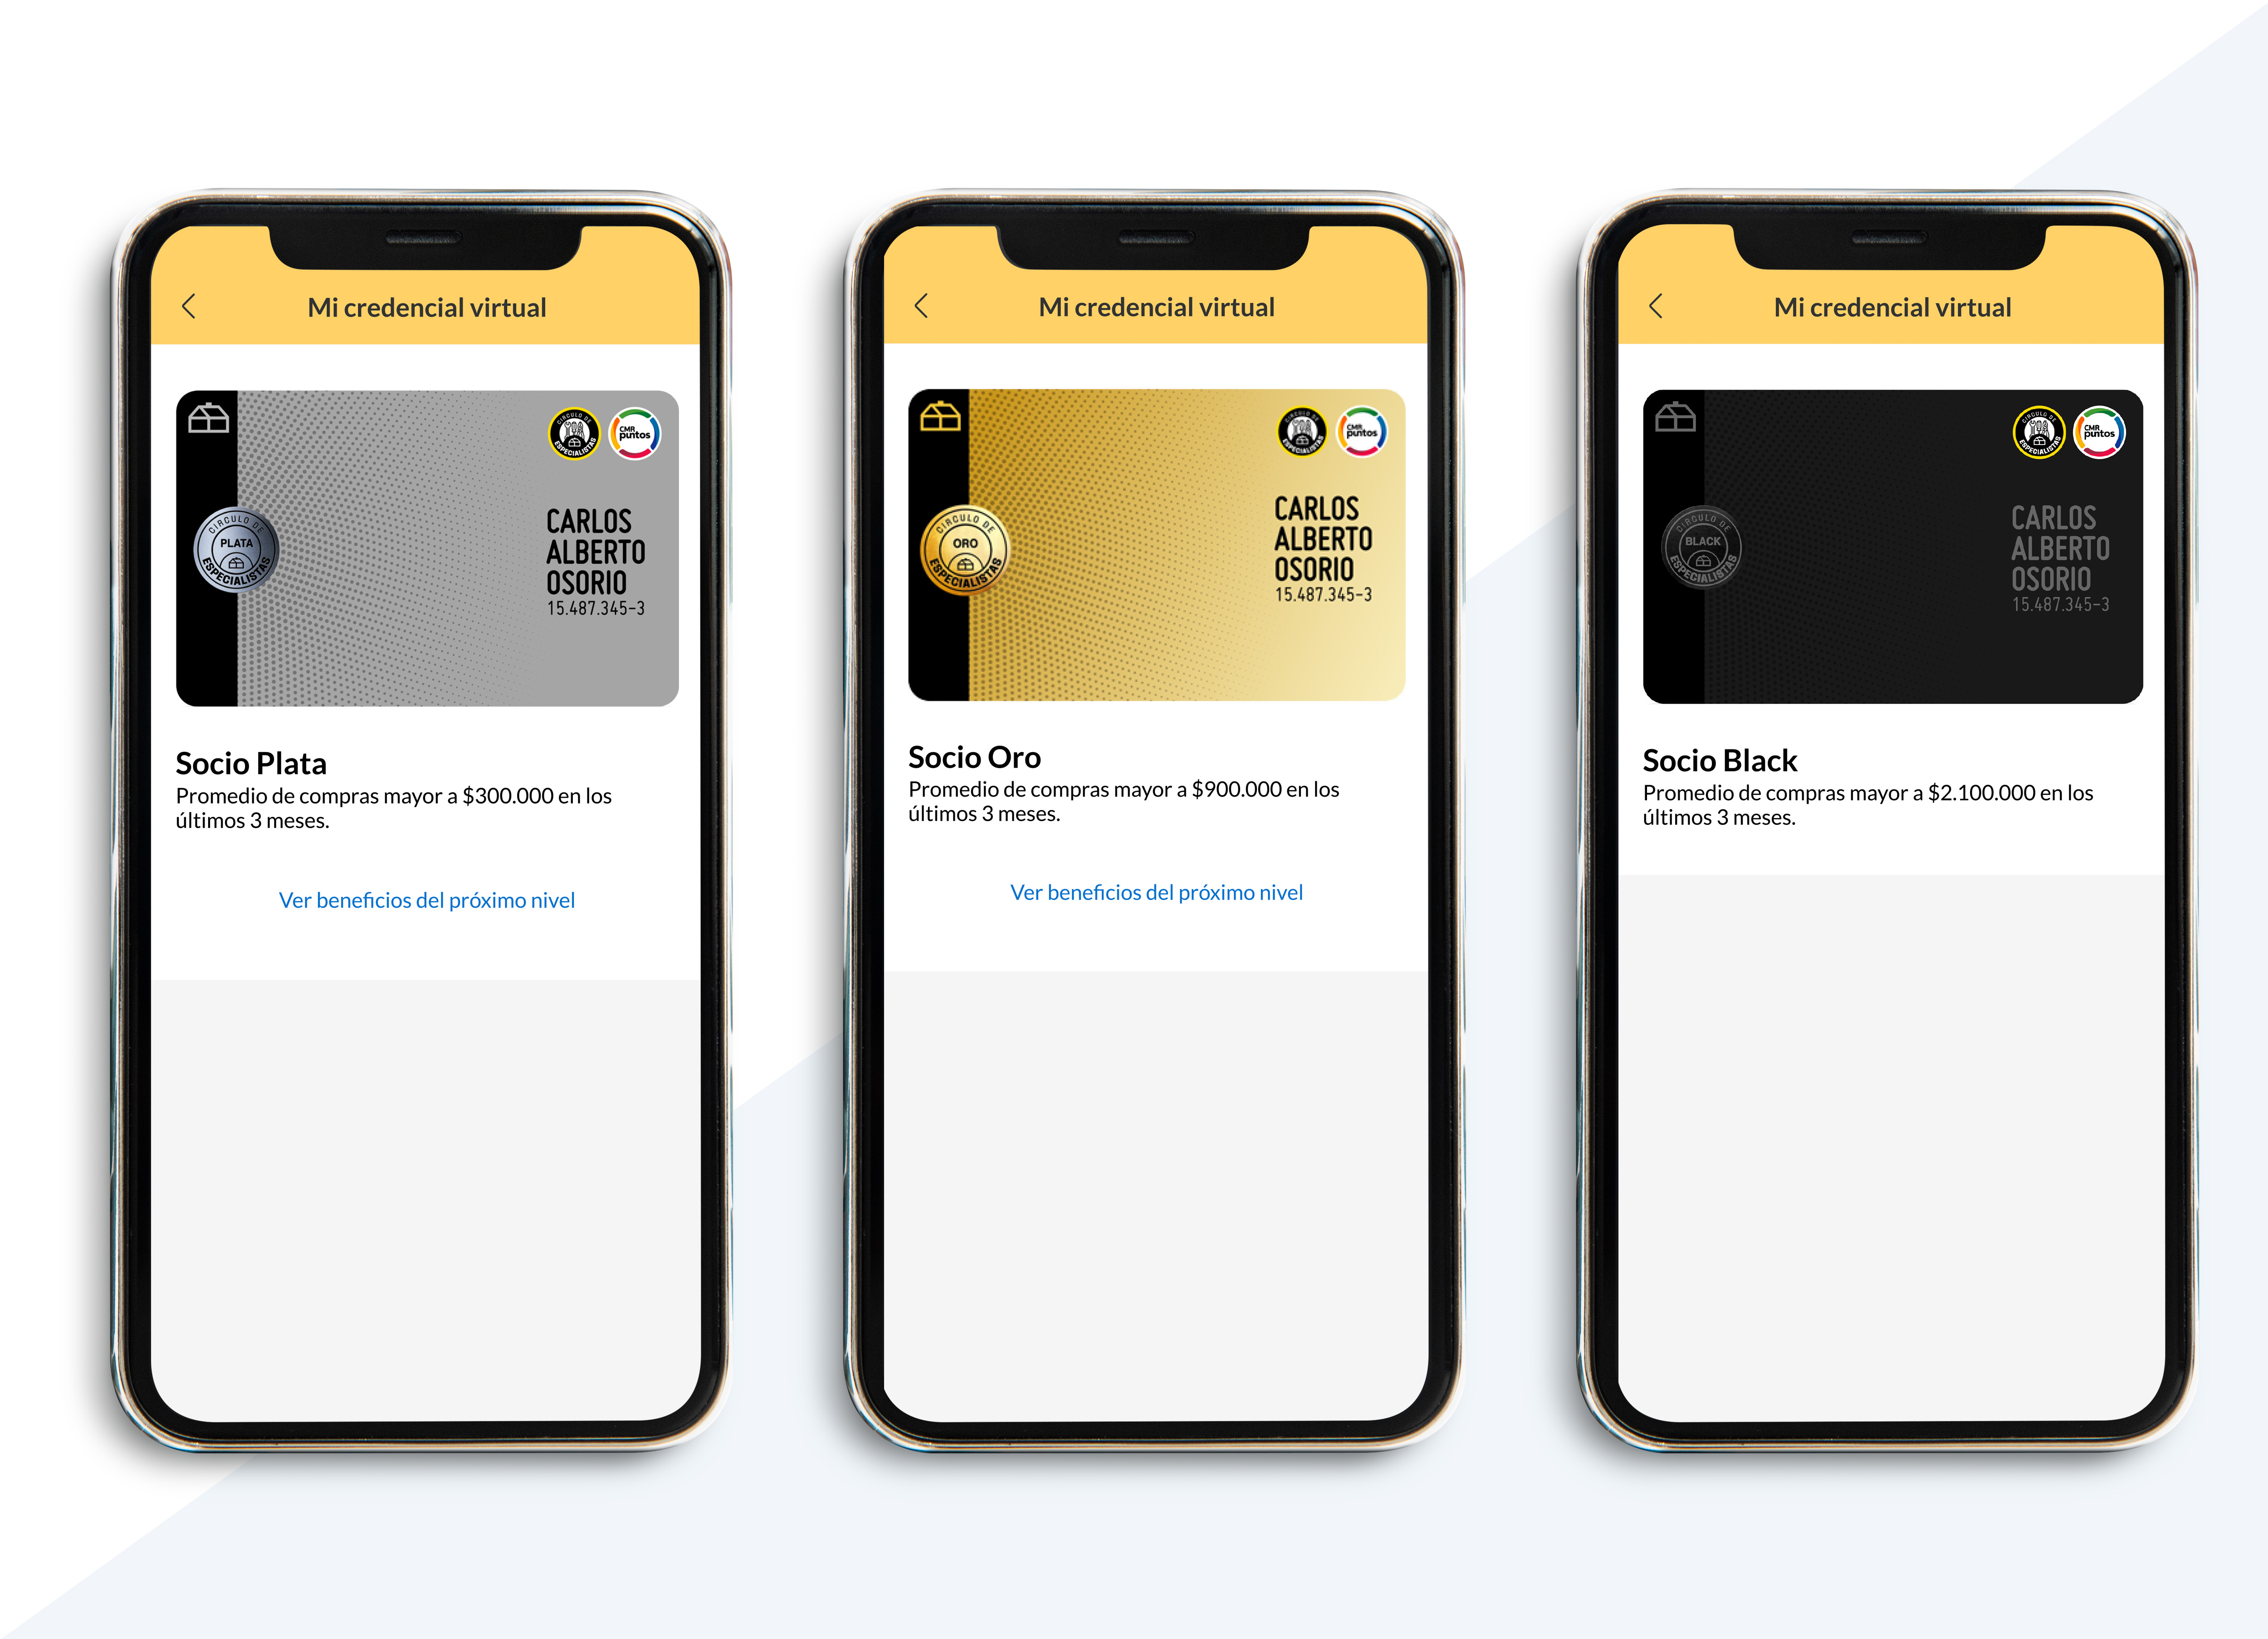 Mi credencial virtual
CÍRCULO DE
ESPECIALISTAS
CMR
puntos
CÍRCULO DE
PLATA
ESPECIALISTAS
CARLOS
ALBERTO
OSORIO
15.487.345-3
Socio Plata
Promedio de compras mayor a $300.000 en los
últimos 3 meses.
Ver beneficios del próximo nivel
Mi credencial virtual
CÍRCULO DE
ESPECIALISTAS
CMR
puntos
CÍRCULO DE
ORO
ESPECIALISTAS
CARLOS
ALBERTO
OSORIO
15.487.345-3
Socio Oro
Promedio de compras mayor a $900.000 en los
últimos 3 meses.
Ver beneficios del próximo nivel
Mi credencial virtual
CÍRCULO DE
ESPECIALISTAS
CMR
puntos
CÍRCULO DE
BLACK
ESPECIALISTAS
CARLOS
ALBERTO
OSORIO
15.487.345-3
Socio Black
Promedio de compras mayor a $2.100.000 en los
últimos 3 meses.